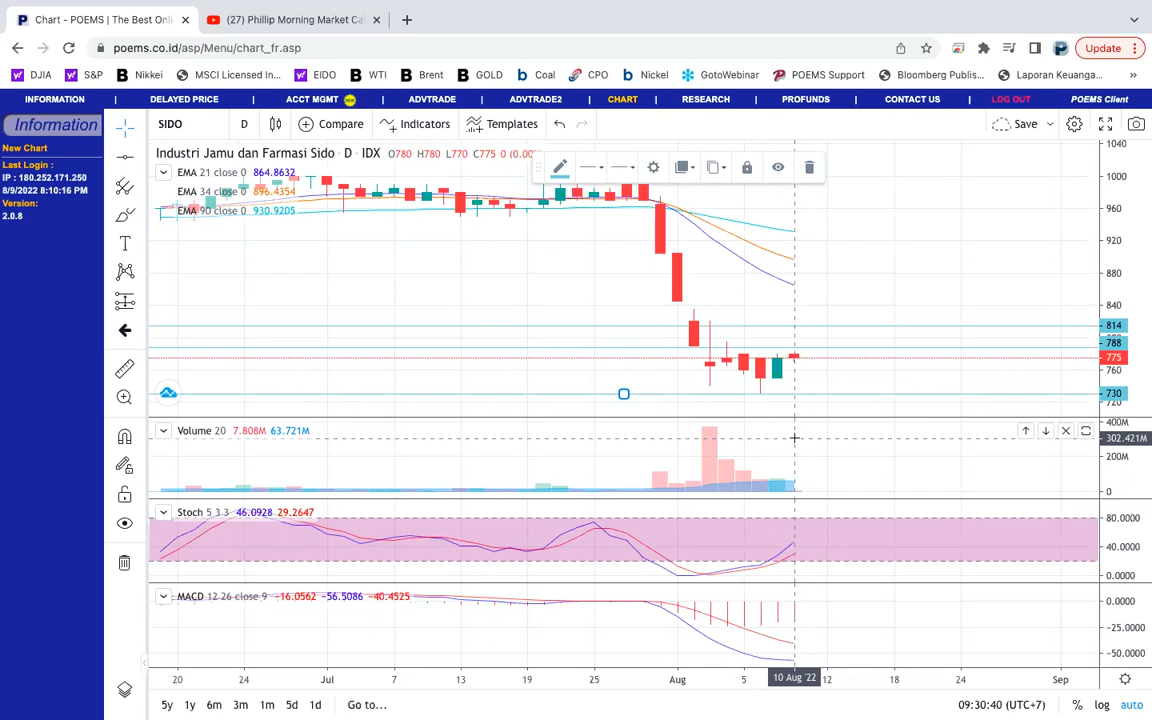 Chart - POEMS | The Best Onli
(27) Phillip Morning Market Ca
poems.co.id/asp/Menu/chart_fr.asp
Update
DJIA
S&P
Nikkei
MSCI Licensed In...
EIDO
WTI
Brent
GOLD
Coal
CPO
Nickel
GotoWebinar
POEMS Support
Bloomberg Publis...
Laporan Keuanga...
INFORMATION | DELAYED PRICE | ACCT MGMT | ADVTRADE | ADVTRADE2 | CHART | RESEARCH | PROFUNDS | CONTACT US | LOG OUT POEMS Client
Information
New Chart
Last Login :
IP : 180.252.171.250
8/9/2022 8:10:16 PM
Version:
2.0.8
SIDO D Compare Indicators Templates Save
Industri Jamu dan Farmasi Sido · D · IDX O780 H780 L770 C775 0 (0.00
EMA 21 close 0 864.8632
EMA 34 close 0 896.4354
EMA 90 close 0 930.9205
1040
1000
960
920
880
840
814
788
775
760
730
720
Volume 20 7.808M 63.721M
400M
302.421M
200M
0
Stoch 5 3 3 46.0928 29.2647
80.0000
40.0000
0.0000
MACD 12 26 close 9 -16.0562 -56.5086 -40.4525
0.0000
-25.0000
-50.0000
20 24 Jul 7 13 19 25 Aug 5 10 Aug '22 12 18 24 Sep
5y 1y 6m 3m 1m 5d 1d Go to... 09:30:40 (UTC+7) % log auto